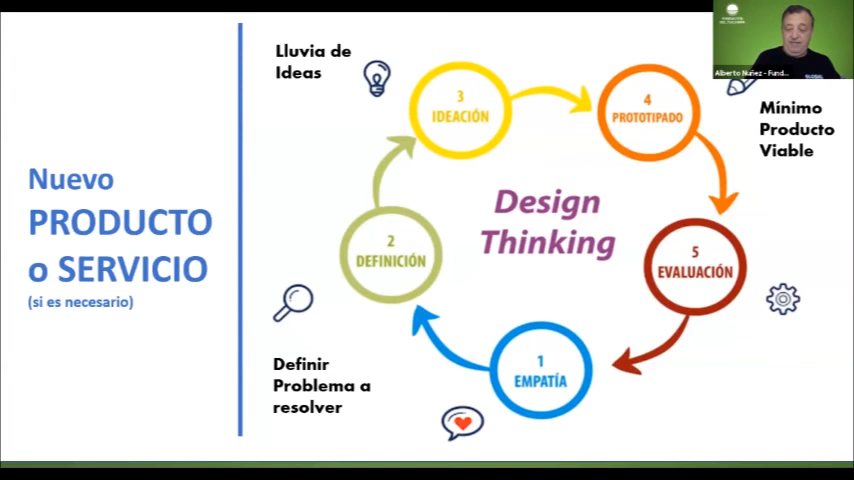 Nuevo
PRODUCTO
o SERVICIO
(si es necesario)
Lluvia de
Ideas
3
IDEACIÓN
4
PROTOTIPADO
Mínimo
Producto
Viable
Design
Thinking
2
DEFINICIÓN
5
EVALUACIÓN
Definir
Problema a
resolver
1
EMPATÍA
Alberto Nuñez - Fund...